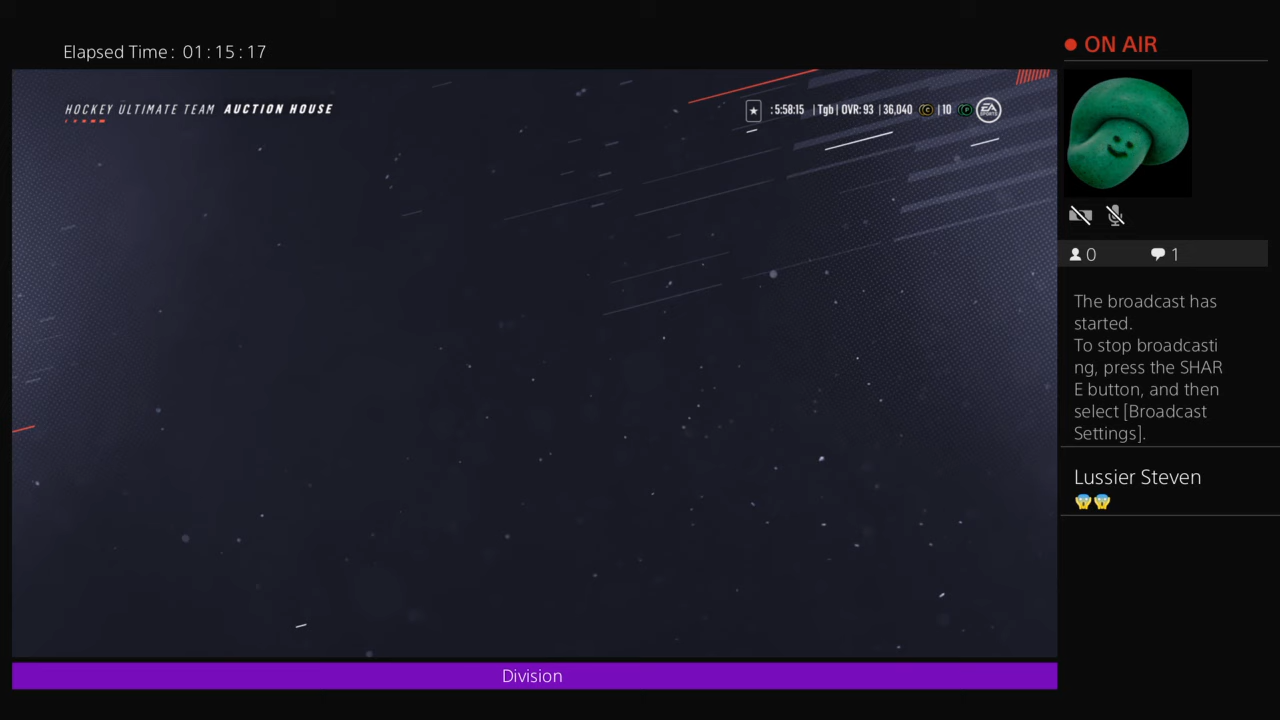 Elapsed Time: 01:15:17
ON AIR
HOCKEY ULTIMATE TEAM AUCTION HOUSE
: 5:58:15 | Tgb | OVR: 93 | 36,040 | 10
EA
SPORTS
0 1
The broadcast has
started.
To stop broadcasti
ng, press the SHAR
E button, and then
select [Broadcast
Settings].
Lussier Steven
😱😱
Division